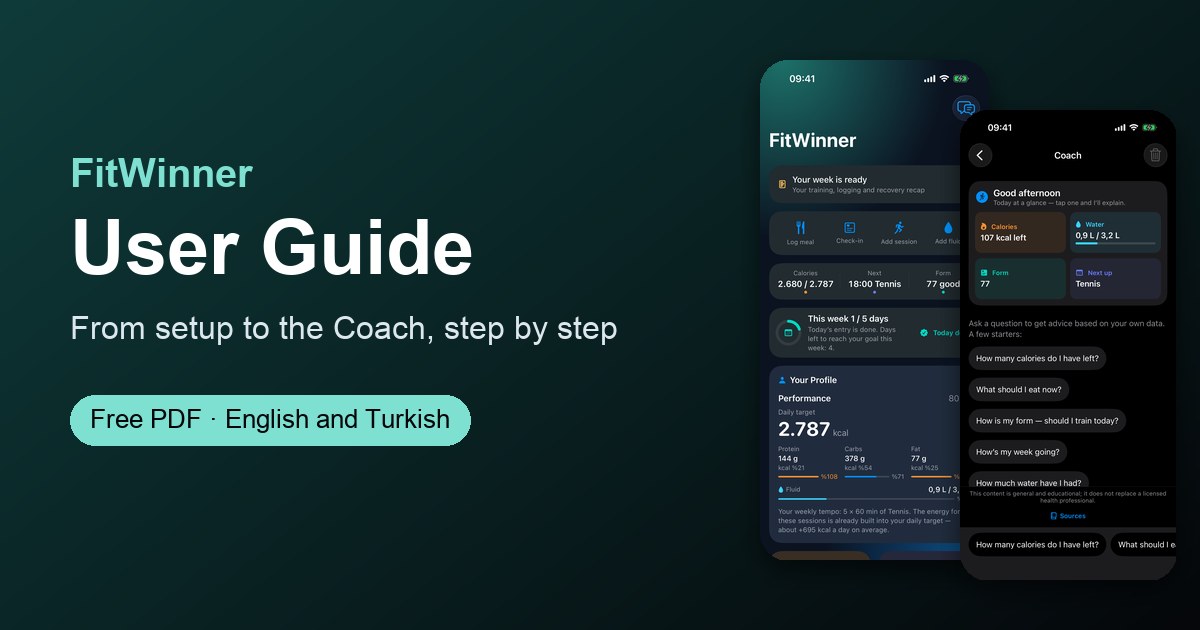 FitWinner
User Guide
From setup to the Coach, step by step
Free PDF · English and Turkish
09:41
FitWinner
Your week is ready
Your training, logging and recovery recap
Log meal
Check-in
Add session
Calories
2.680 / 2.787
Next
18:00 Tennis
Form
77 good
This week 1 / 5 days
Today's entry is done. Days
left to reach your goal this
week: 4.
Today
Your Profile
Performance
80
Daily target
2.787 kcal
Protein
144 g
kcal %21
%108
Carbs
378 g
kcal %54
%71
Fat
77 g
kcal %25
Fluid
0,9 L / 3,
Your weekly tempo: 5 × 60 min of Tennis. The energy for
these sessions is already built into your daily target —
about +695 kcal a day on average.
09:41
Coach
Good afternoon
Today at a glance — tap one and I'll explain.
Calories
107 kcal left
Water
0,9 L / 3,2 L
Form
77
Next up
Tennis
Ask a question to get advice based on your own data.
A few starters:
How many calories do I have left?
What should I eat now?
How is my form — should I train today?
How's my week going?
How much water have I had?
This content is general and educational; it does not replace a licensed
health professional.
Sources
How many calories do I have left?
What should I